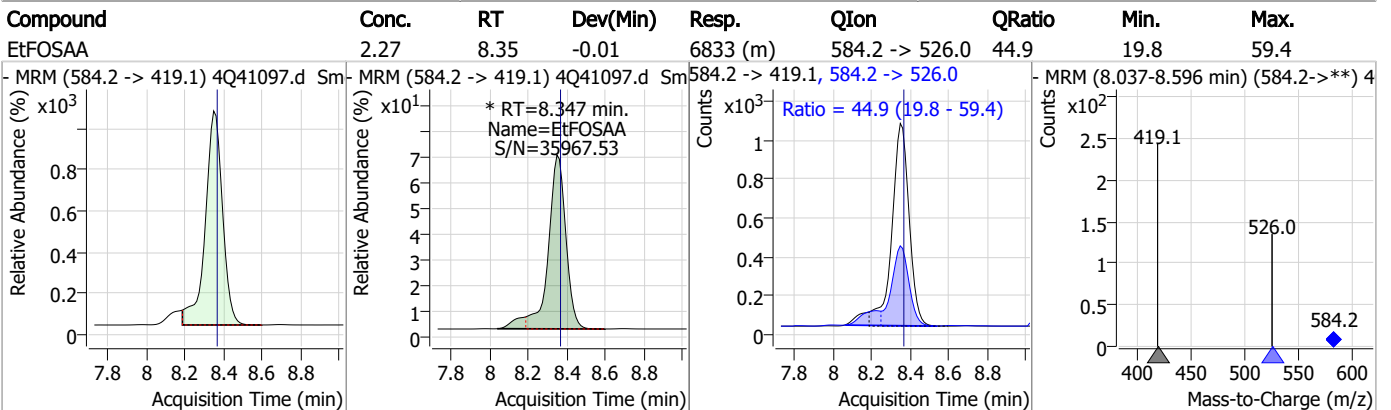 Compound Conc. RT Dev(Min) Resp. QIon QRatio Min. Max.
EtFOSAA 2.27 8.35 -0.01 6833 (m) 584.2 -> 526.0 44.9 19.8 59.4
- MRM (584.2 -> 419.1) 4Q41097.d Sm
Relative Abundance (%)
x10³
0.8
0.6
0.4
0.2
0
7.8 8 8.2 8.4 8.6 8.8
Acquisition Time (min)
- MRM (584.2 -> 419.1) 4Q41097.d Sm
Relative Abundance (%)
x10¹
* RT=8.347 min.
Name=EtFOSAA
S/N=35967.53
7
6
5
4
3
2
1
0
7.8 8 8.2 8.4 8.6 8.8
Acquisition Time (min)
584.2 -> 419.1, 584.2 -> 526.0
Counts
x10³
Ratio = 44.9 (19.8 - 59.4)
1
0.8
0.6
0.4
0.2
0
7.8 8 8.2 8.4 8.6 8.8
Acquisition Time (min)
- MRM (8.037-8.596 min) (584.2->**) 4
Counts
x10²
2.5
2
1.5
1
0.5
0
419.1
526.0
584.2
400 450 500 550 600
Mass-to-Charge (m/z)